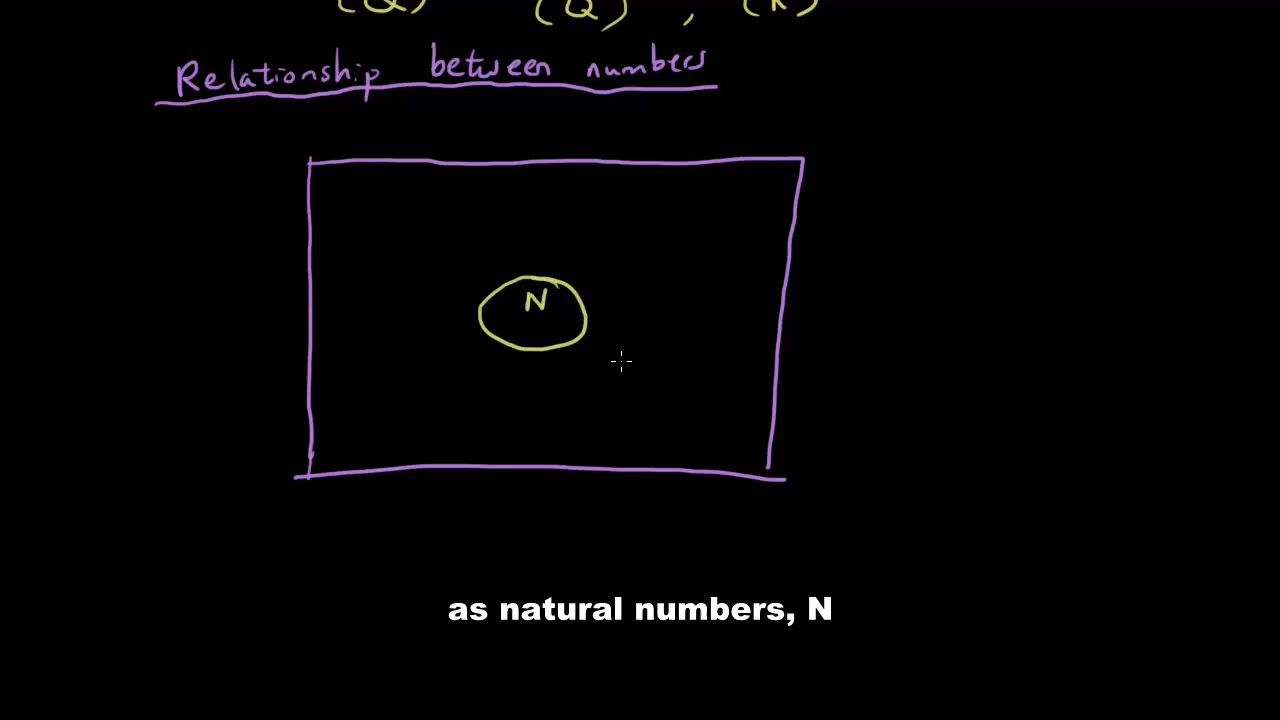 (Q) (Q) , (R)
Relationship between numbers
N
as natural numbers, N